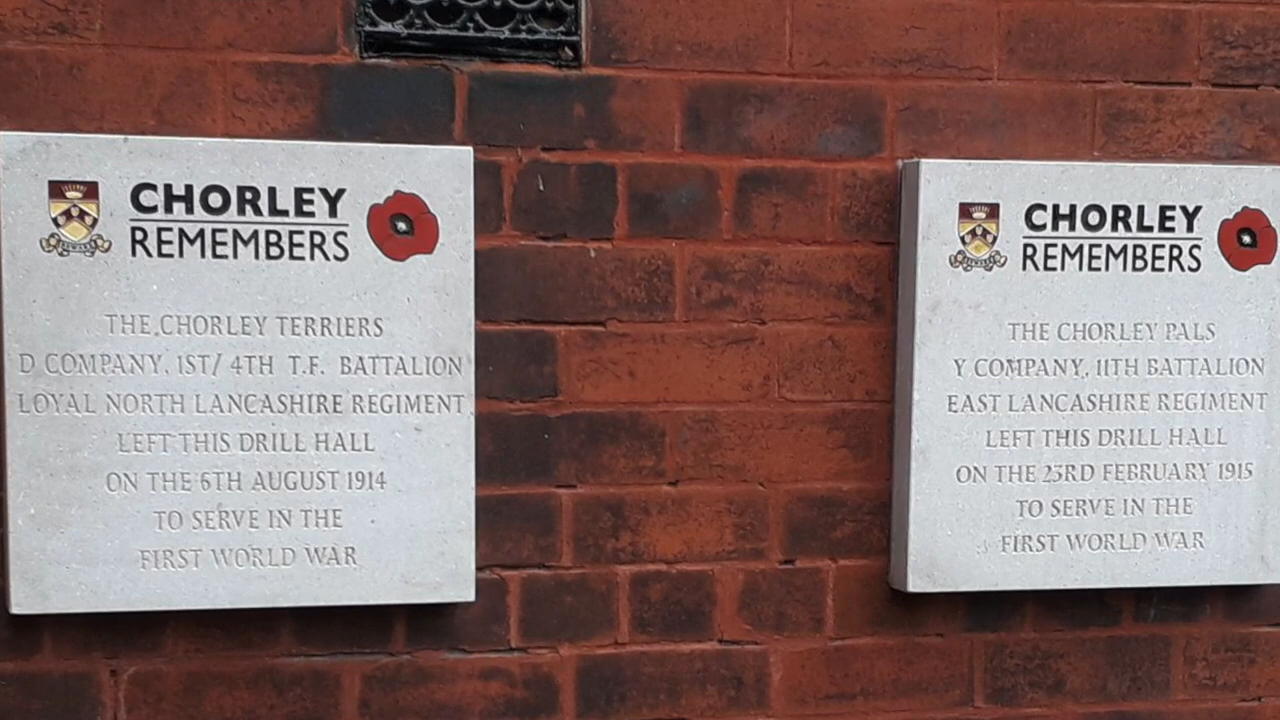 CHORLEY
REMEMBERS
THE CHORLEY TERRIERS
D COMPANY, 1ST/ 4TH T.F. BATTALION
LOYAL NORTH LANCASHIRE REGIMENT
LEFT THIS DRILL HALL
ON THE 6TH AUGUST 1914
TO SERVE IN THE
FIRST WORLD WAR
CHORLEY
REMEMBERS
THE CHORLEY PALS
Y COMPANY, 11TH BATTALION
EAST LANCASHIRE REGIMENT
LEFT THIS DRILL HALL
ON THE 23RD FEBRUARY 1915
TO SERVE IN THE
FIRST WORLD WAR